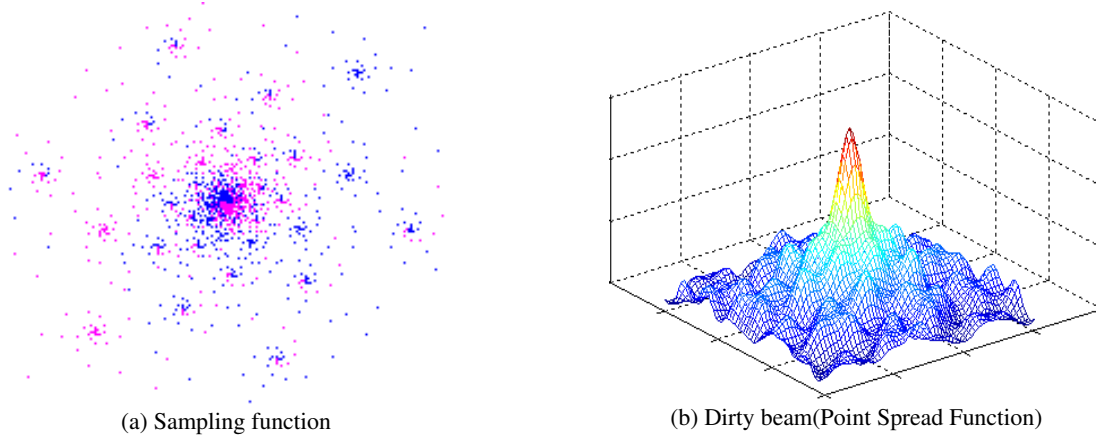 (a) Sampling function
(b) Dirty beam(Point Spread Function)